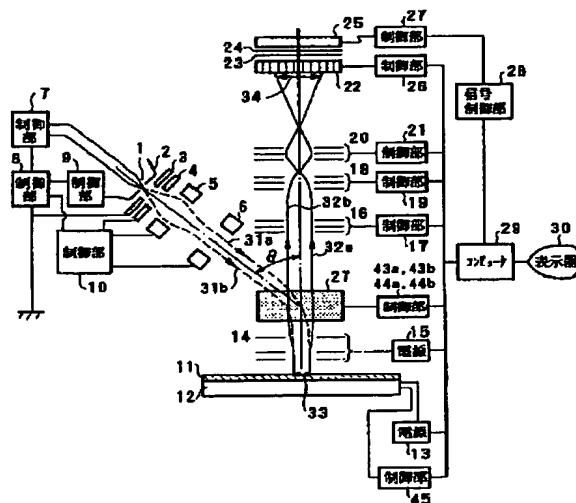 25
27
制御部
24
23
28
7
34
22
制御部
26
信号
制御部
制御部
1
2
3
4
20
21
制御部
8
9
5
18
制御部
制御部
制御部
32b
19
6
16
制御部
29
30
31a
32a
17
コンピュータ
表示器
制御部
θ
27
43a,43b
44a,44b
10
31b
制御部
14
15
電源
11
12
33
電源
13
制御部
45